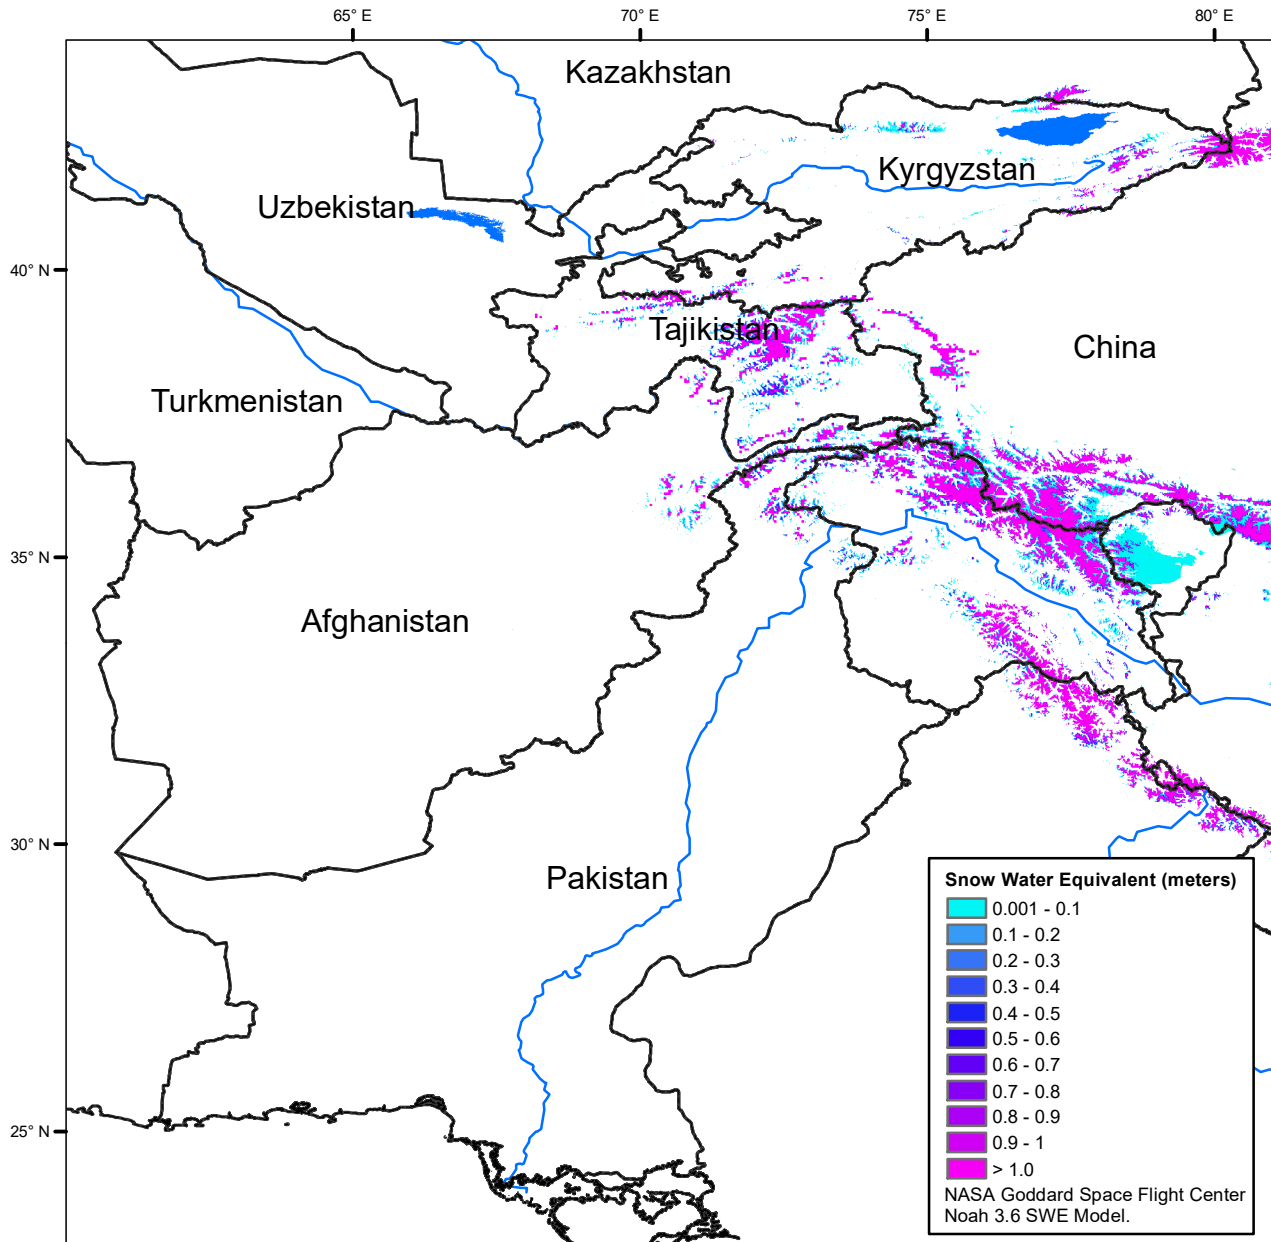 65° E
70° E
75° E
80° E
Kazakhstan
Kyrgyzstan
Uzbekistan
40° N
Tajikistan
China
Turkmenistan
35° N
Afghanistan
30° N
Pakistan
25° N
Snow Water Equivalent (meters)
0.001 - 0.1
0.1 - 0.2
0.2 - 0.3
0.3 - 0.4
0.4 - 0.5
0.5 - 0.6
0.6 - 0.7
0.7 - 0.8
0.8 - 0.9
0.9 - 1
> 1.0
NASA Goddard Space Flight Center
Noah 3.6 SWE Model.